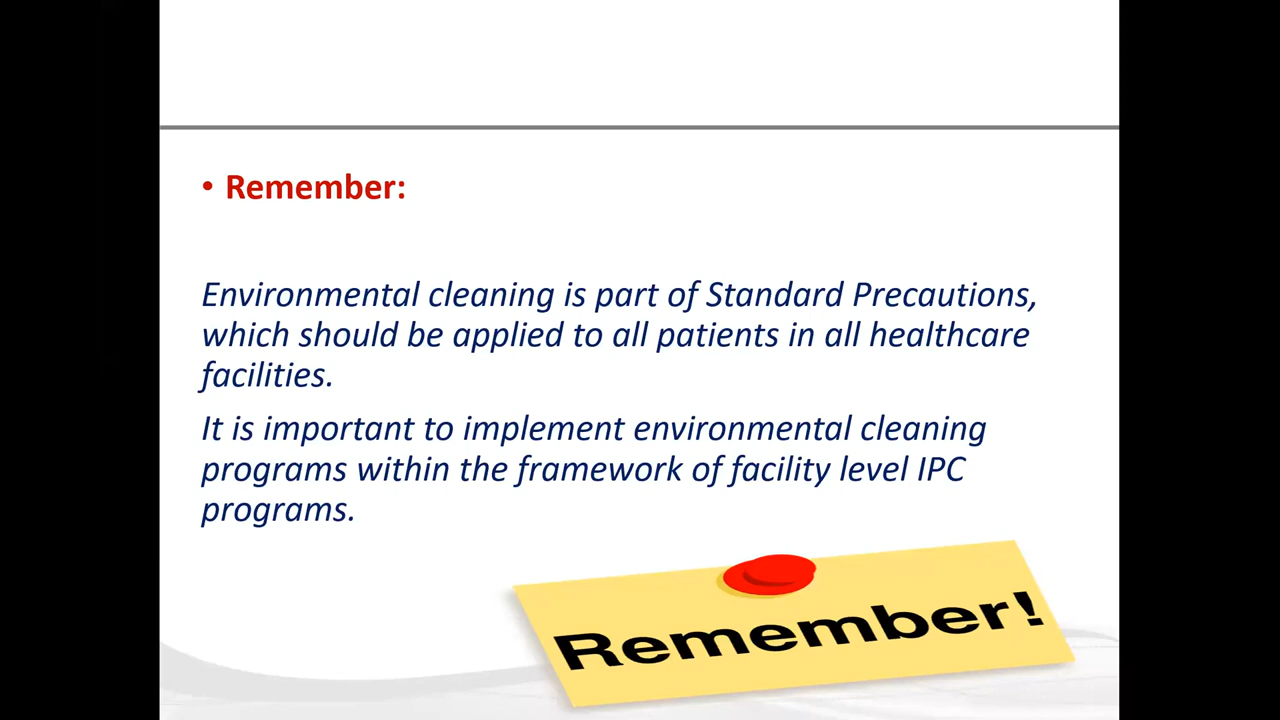 • Remember:
Environmental cleaning is part of Standard Precautions,
which should be applied to all patients in all healthcare
facilities.
It is important to implement environmental cleaning
programs within the framework of facility level IPC
programs.
Remember!